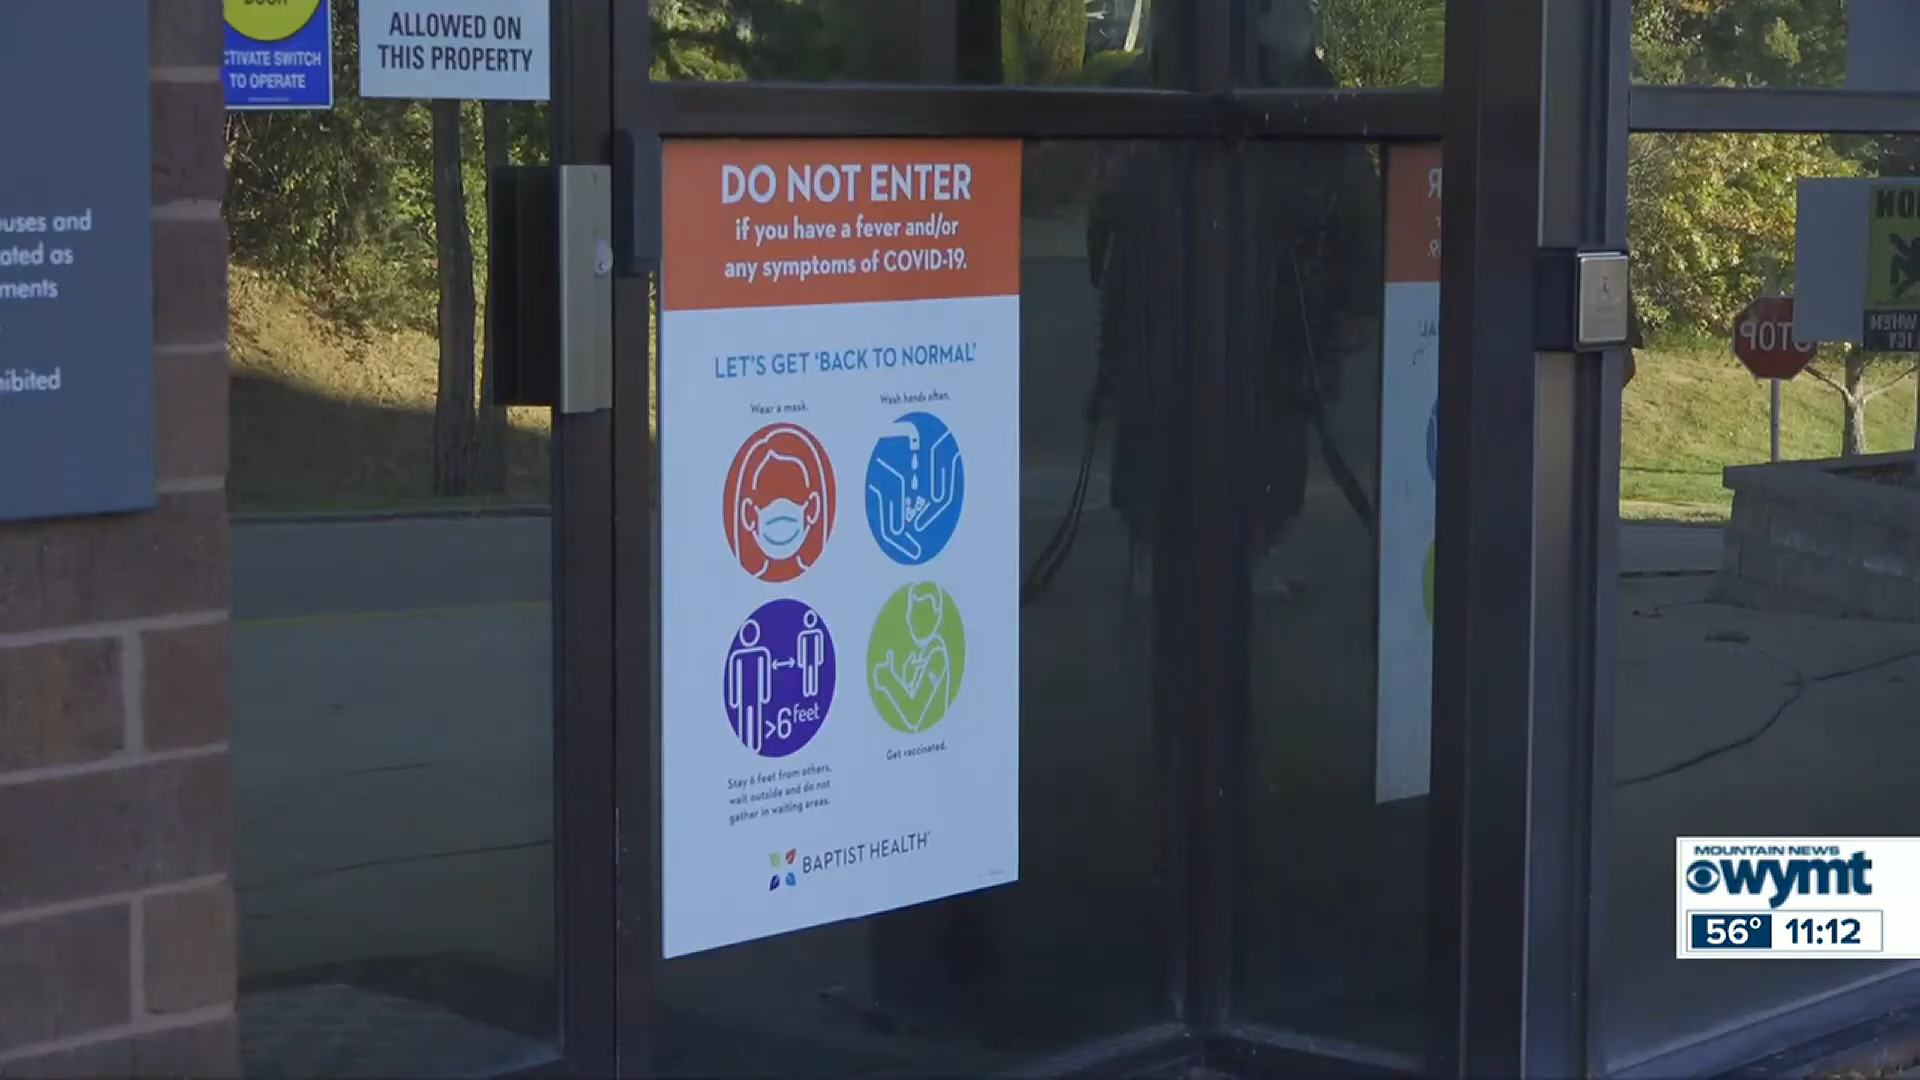 CTIVATE SWITCH
TO OPERATE
ALLOWED ON
THIS PROPERTY
uses and
ated as
ments
ibited
DO NOT ENTER
if you have a fever and/or
any symptoms of COVID-19.
LET'S GET 'BACK TO NORMAL'
Wear a mask.
Wash hands often.
>6 feet
Stay 6 feet from others,
wait outside and do not
gather in waiting areas.
Get vaccinated.
BAPTIST HEALTH
STOP
WHEN
ICY
MOUNTAIN NEWS
wymt
56° 11:12